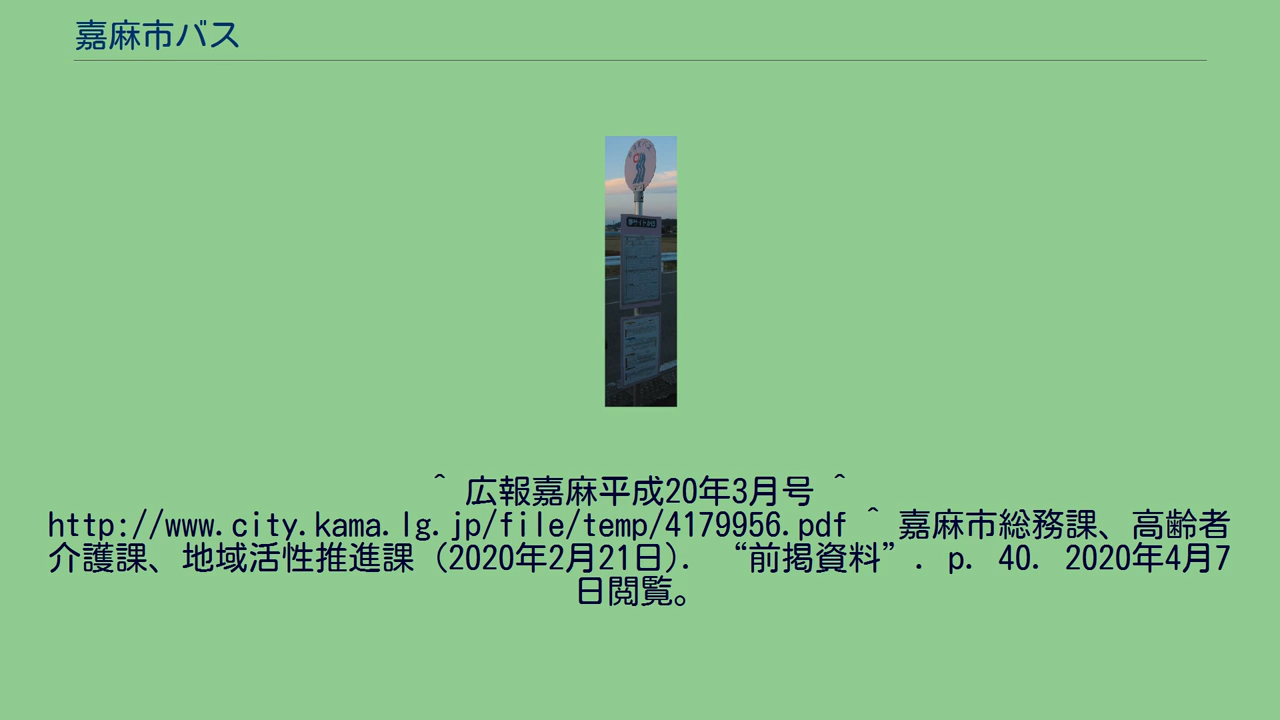 嘉麻市バス
^ 広報嘉麻平成20年3月号 ^
http://www.city.kama.lg.jp/file/temp/4179956.pdf ^ 嘉麻市総務課、高齢者
介護課、地域活性推進課（2020年2月21日）. “前掲資料”. p. 40. 2020年4月7
日閲覧。